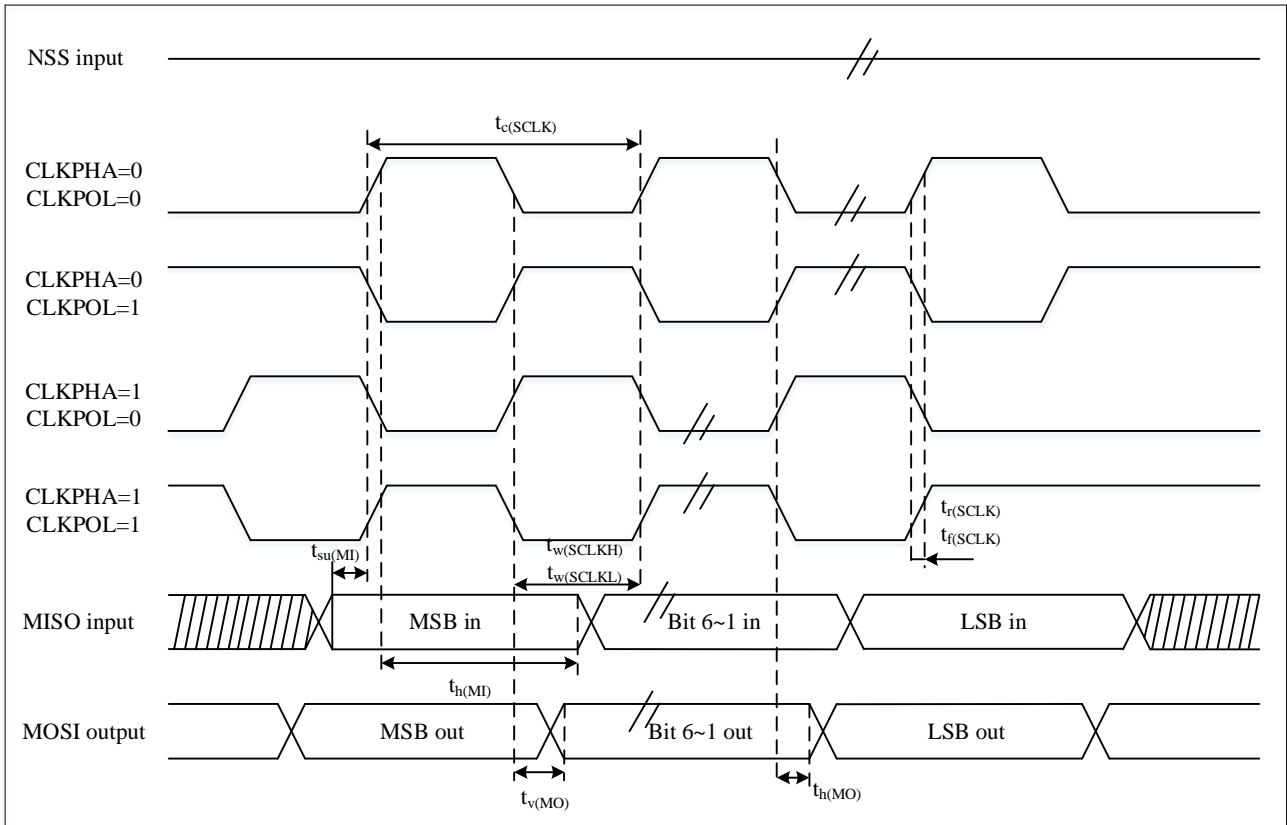 NSS input
tc(SCLK)
CLKPHA=0
CLKPOL=0
CLKPHA=0
CLKPOL=1
CLKPHA=1
CLKPOL=0
CLKPHA=1
CLKPOL=1
tr(SCLK)
tf(SCLK)
tsu(MI)
tw(SCLKH)
tw(SCLKL)
MISO input
MSB in
Bit 6~1 in
LSB in
th(MI)
MOSI output
MSB out
Bit 6~1 out
LSB out
tv(MO)
th(MO)